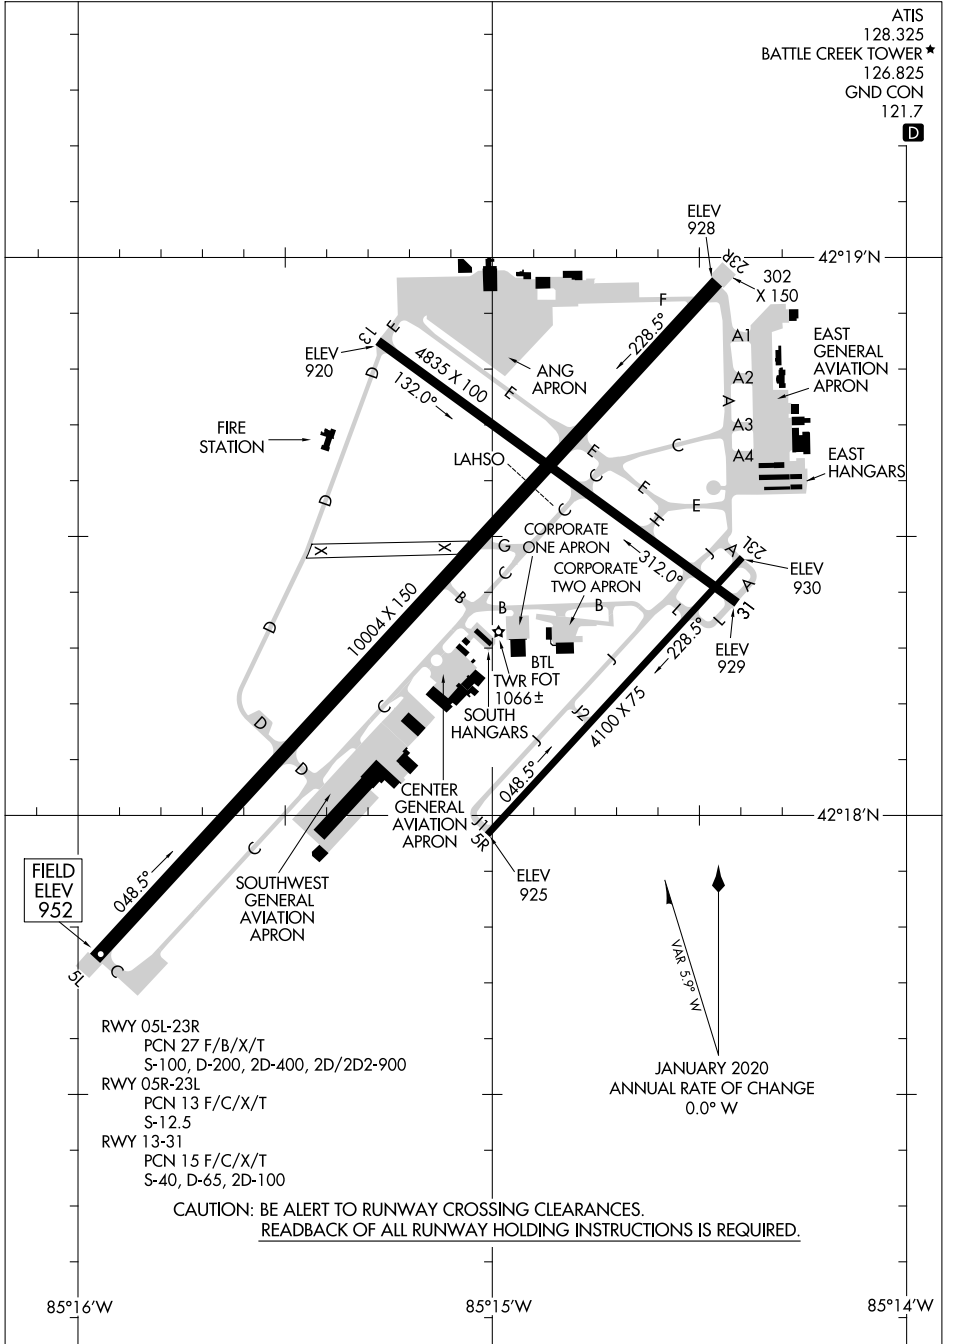 ATIS
128.325
BATTLE CREEK TOWER★
126.825
GND CON
121.7
D
ELEV
928
23R
42°19'N
302
X 150
F
228.5°
A1
EAST
GENERAL
AVIATION
APRON
E
13
ELEV
920
4835 X 100
132.0°
ANG
APRON
D
A2
A
E
FIRE
STATION
A3
C
A4
EAST
HANGARS
LAHSO
E
C
E
D
C
E
H
CORPORATE
ONE APRON
X
X
G
J
A
23L
312.0°
CORPORATE
TWO APRON
ELEV
930
C
B
B
B
A
31
L
L
10004 X 150
D
228.5°
ELEV
929
TWR
1066±
BTL
FOT
J
SOUTH
HANGARS
C
J2
4100 X 75
D
J
D
048.5°
CENTER
GENERAL
AVIATION
APRON
42°18'N
J1
5R
C
FIELD
ELEV
952
048.5°
SOUTHWEST
GENERAL
AVIATION
APRON
ELEV
925
5L
C
VAR 5.9° W
JANUARY 2020
ANNUAL RATE OF CHANGE
0.0° W
RWY 05L-23R
PCN 27 F/B/X/T
S-100, D-200, 2D-400, 2D/2D2-900
RWY 05R-23L
PCN 13 F/C/X/T
S-12.5
RWY 13-31
PCN 15 F/C/X/T
S-40, D-65, 2D-100
CAUTION: BE ALERT TO RUNWAY CROSSING CLEARANCES.
READBACK OF ALL RUNWAY HOLDING INSTRUCTIONS IS REQUIRED.
85°16'W
85°15'W
85°14'W